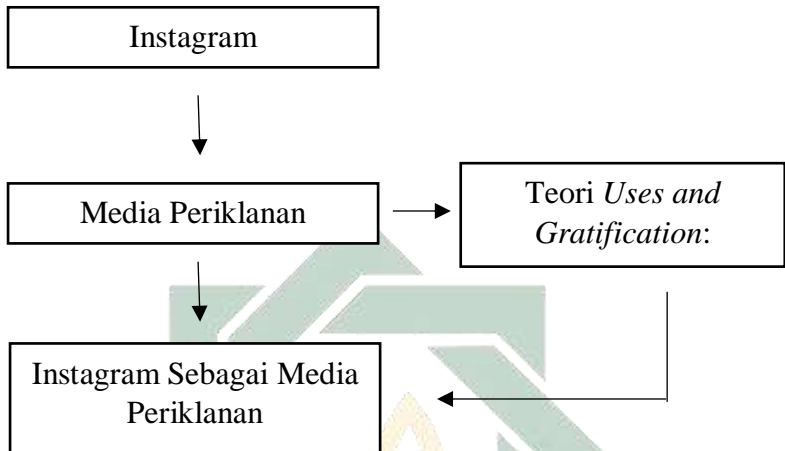 Instagram
Media Periklanan
Teori Uses and
Gratification:
Instagram Sebagai Media
Periklanan